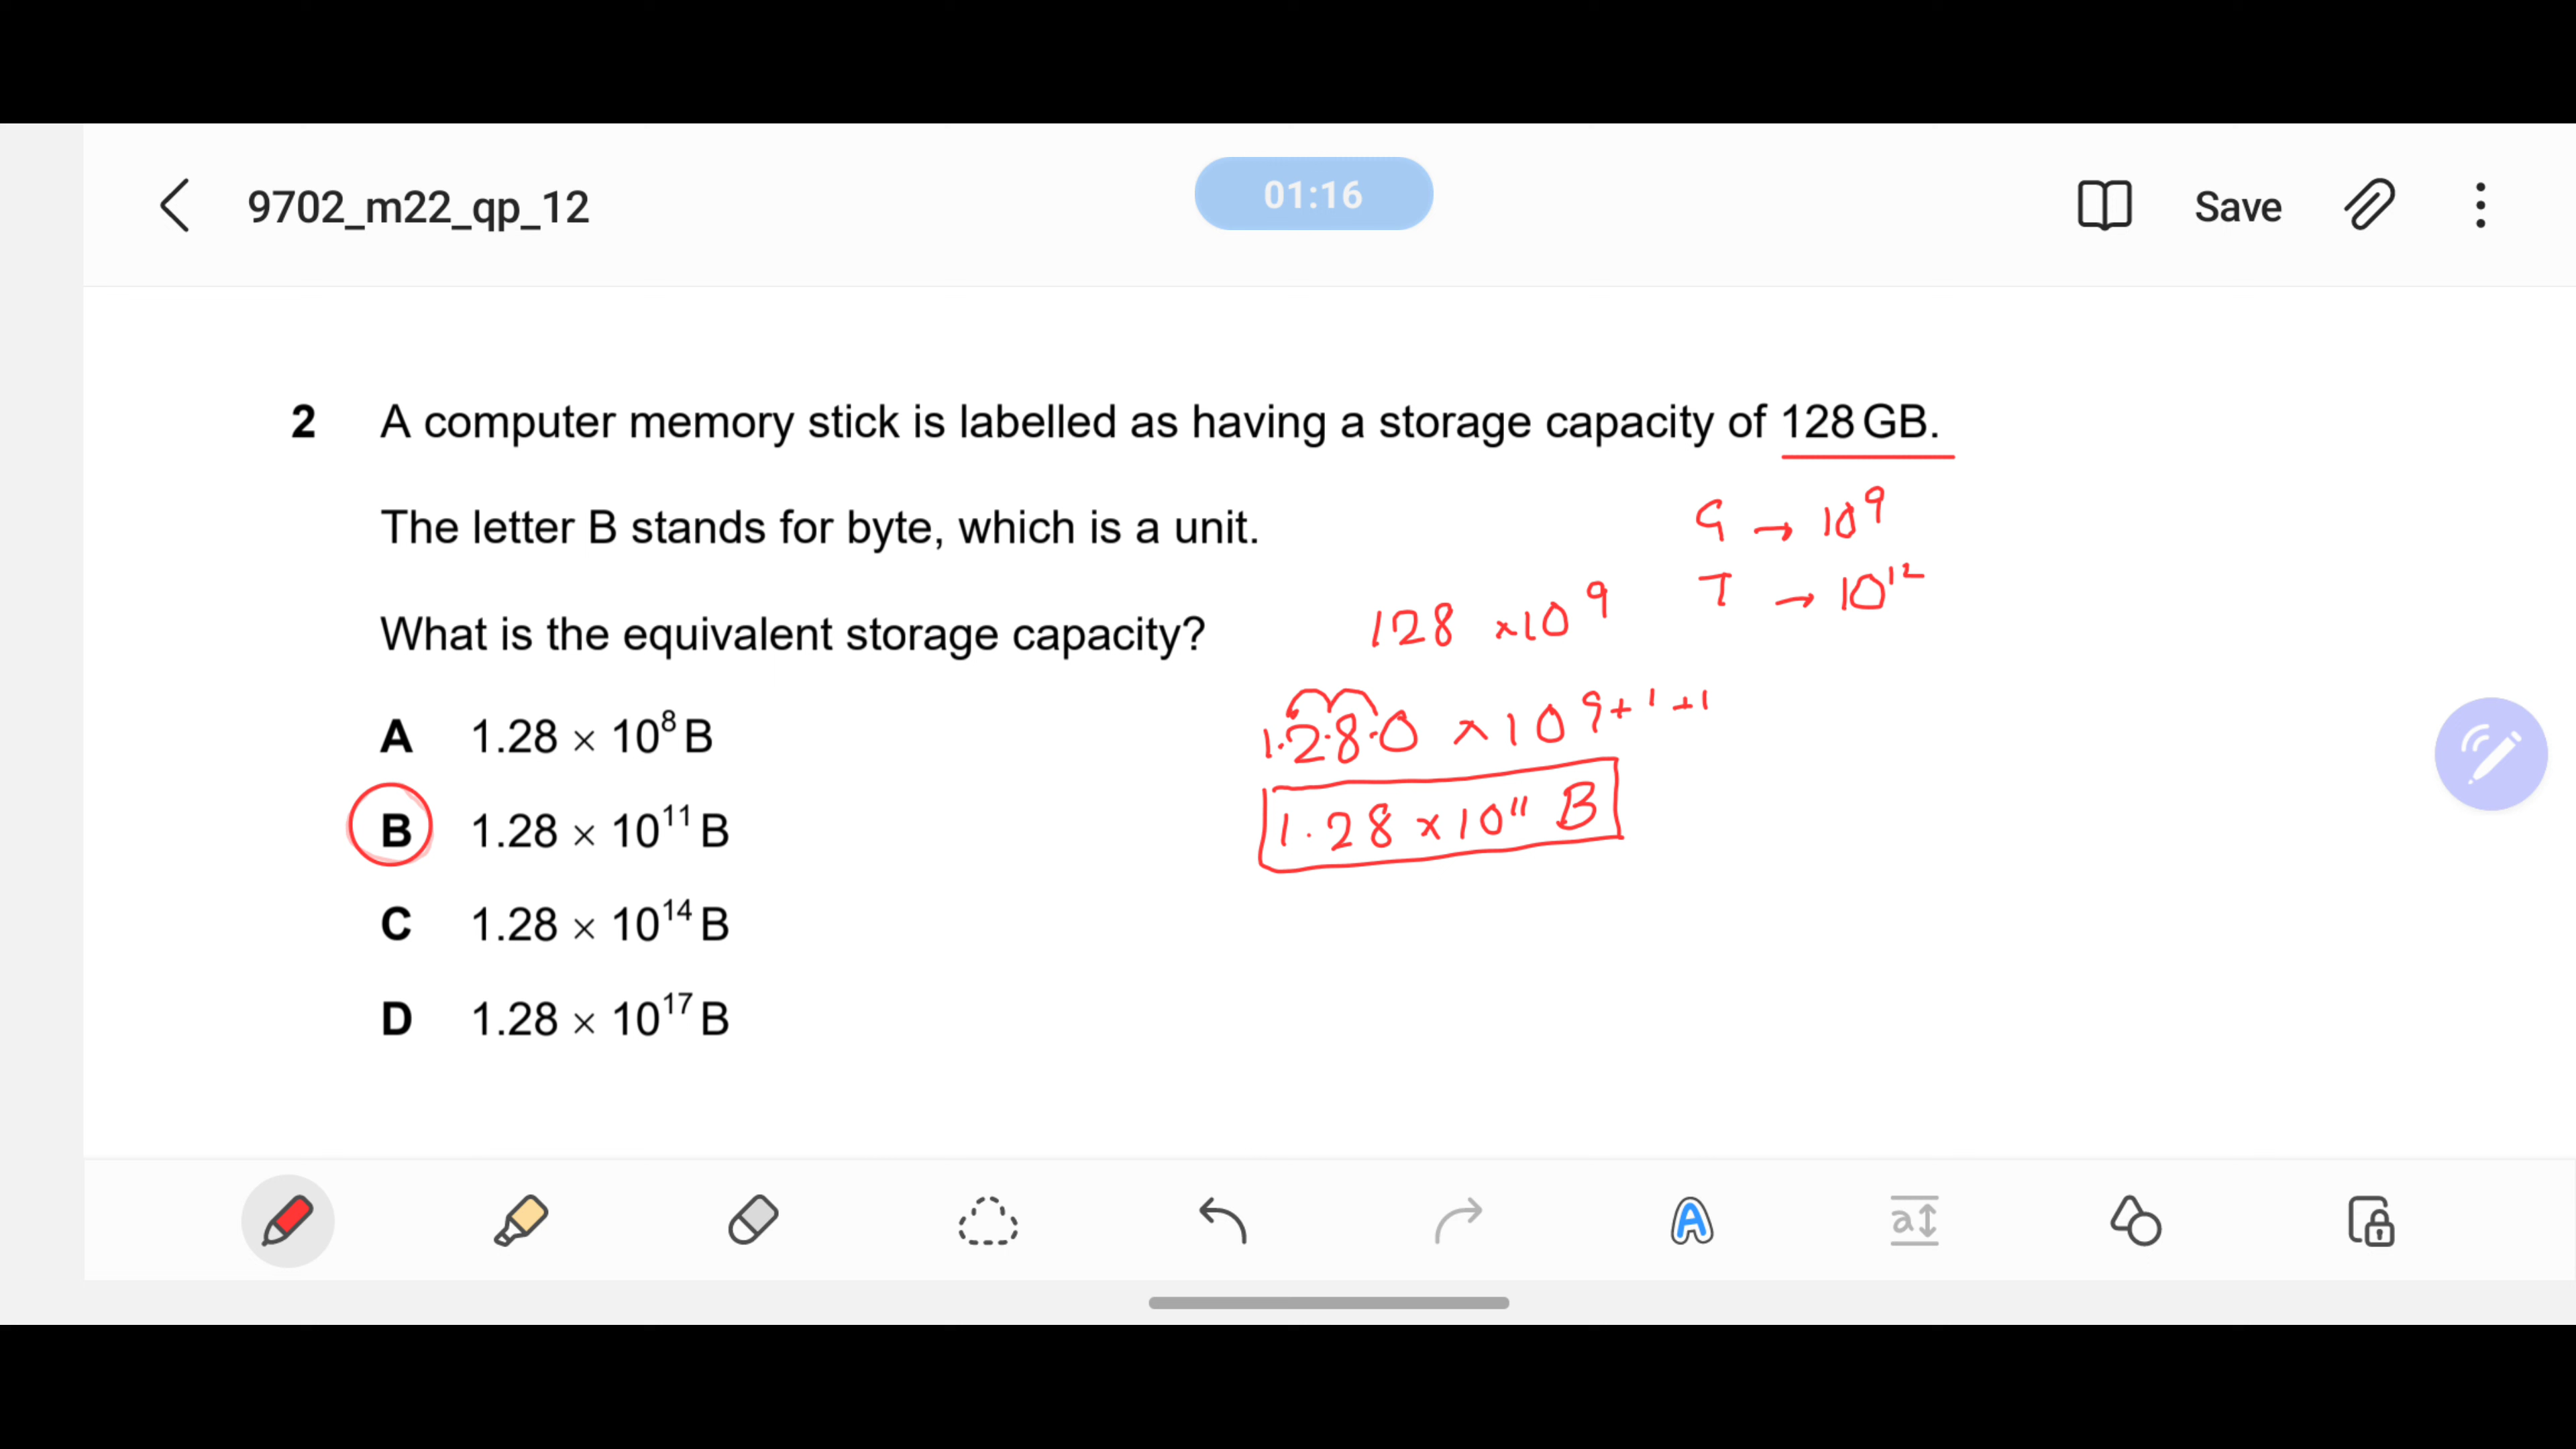 9702_m22_qp_12
01:16
Save
2 A computer memory stick is labelled as having a storage capacity of 128 GB.
The letter B stands for byte, which is a unit.
G → 10⁹
T → 10¹²
What is the equivalent storage capacity?
128 × 10⁹
A 1.28 × 10⁸ B
1.2.8.0 × 10⁹⁺¹⁺¹
B 1.28 × 10¹¹ B
1.28 × 10¹¹ B
C 1.28 × 10¹⁴ B
D 1.28 × 10¹⁷ B
A
a